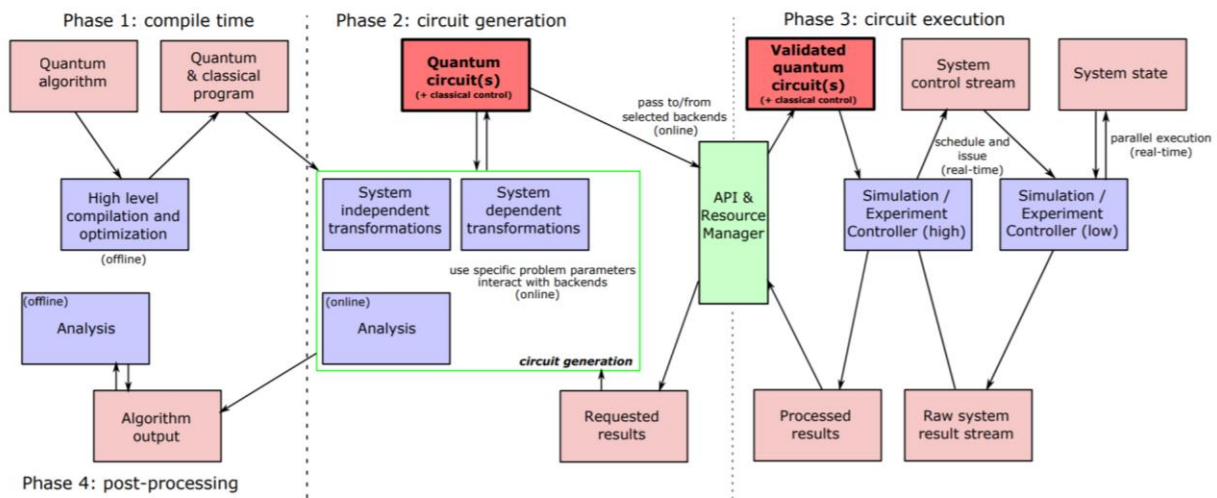 Phase 1: compile time
Quantum
algorithm
Quantum
& classical
program
High level
compilation and
optimization
(offline)
(offline)
Analysis
Algorithm
output
Phase 4: post-processing
Phase 2: circuit generation
Quantum
circuit(s)
(+ classical control)
System
independent
transformations
System
dependent
transformations
use specific problem parameters
interact with backends
(online)
(online)
Analysis
circuit generation
Requested
results
pass to/from
selected backends
(online)
API &
Resource
Manager
Phase 3: circuit execution
Validated
quantum
circuit(s)
(+ classical control)
System
control stream
System state
schedule and
issue
(real-time)
parallel execution
(real-time)
Simulation /
Experiment
Controller (high)
Simulation /
Experiment
Controller (low)
Processed
results
Raw system
result stream